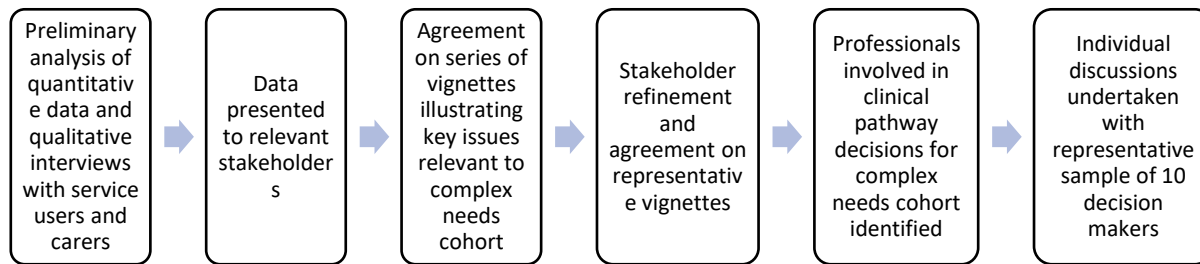 Preliminary
analysis of
quantitativ
e data and
qualitative
interviews
with service
users and
carers
Data
presented
to relevant
stakeholder
s
Agreement
on series of
vignettes
illustrating
key issues
relevant to
complex
needs
cohort
Stakeholder
refinement
and
agreement on
representativ
e vignettes
Professionals
involved in
clinical
pathway
decisions for
complex
needs cohort
identified
Individual
discussions
undertaken
with
representative
sample of 10
decision
makers